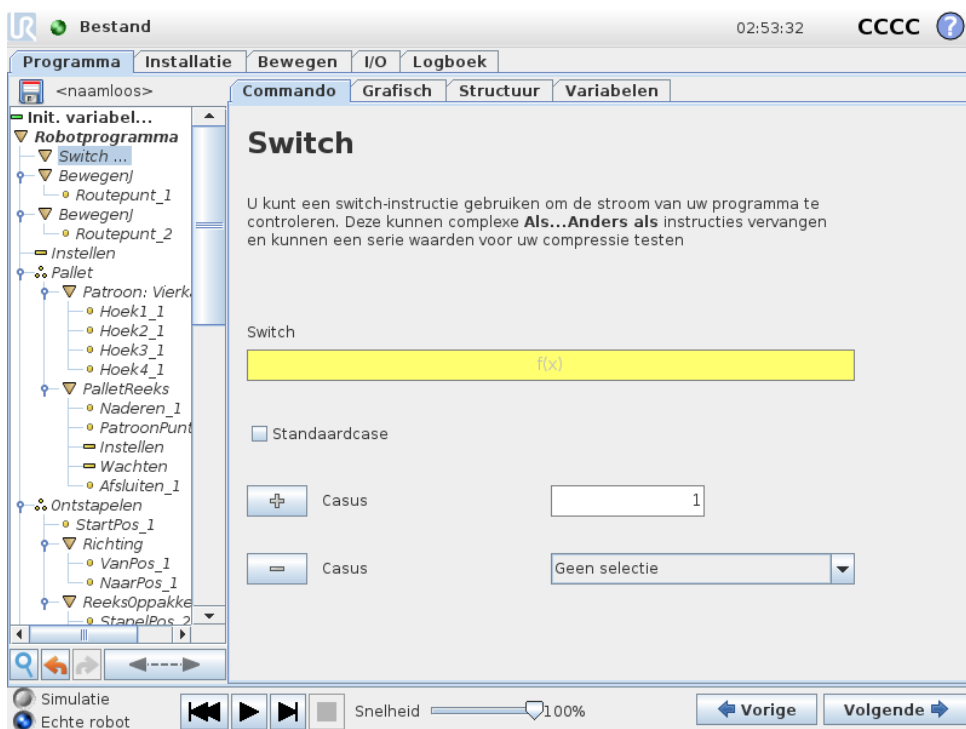 Bestand
02:53:32
CCCC
?
Programma
Installatie
Bewegen
I/O
Logboek
<naamloos>
Commando
Grafisch
Structuur
Variabelen
Init. variabel...
Robotprogramma
Switch ...
BewegenJ
Routepunt_1
BewegenJ
Routepunt_2
Instellen
Pallet
Patroon: Vierk
Hoek1_1
Hoek2_1
Hoek3_1
Hoek4_1
PalletReeks
Naderen_1
PatroonPunt
Instellen
Wachten
Afsluiten_1
Ontstapelen
StartPos_1
Richting
VanPos_1
NaarPos_1
ReeksOppakke
StapelPos_2
Switch
U kunt een switch-instructie gebruiken om de stroom van uw programma te
controleren. Deze kunnen complexe Als...Anders als instructies vervangen
en kunnen een serie waarden voor uw compressie testen
Switch
f(x)
Standaardcase
Casus
1
Casus
Geen selectie
Simulatie
Echte robot
Snelheid
100%
Vorige
Volgende